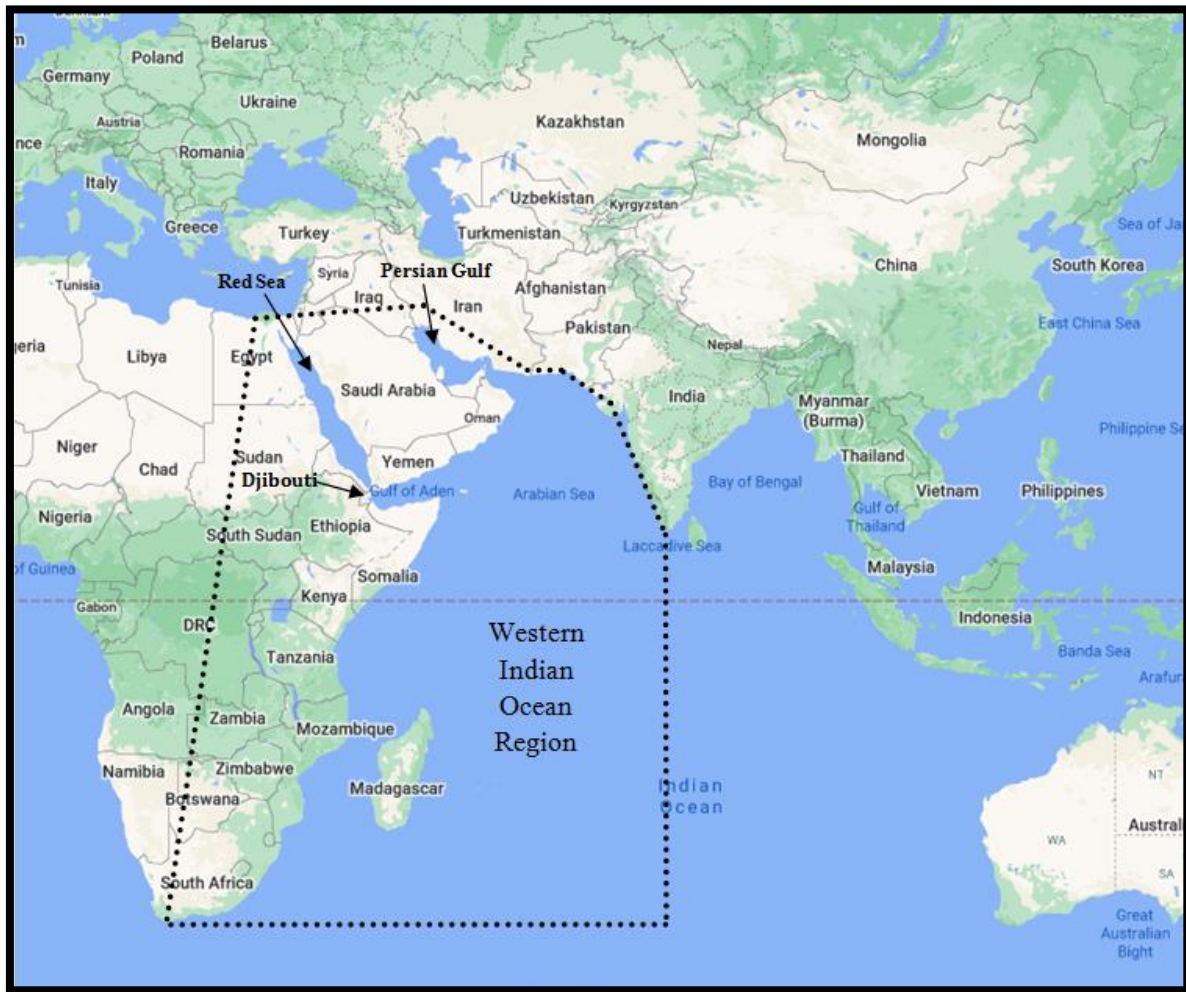 Denmark
m
Belarus
Poland
Germany
Ukraine
Kazakhstan
Mongolia
Austria
nce
Romania
Italy
Uzbekistan
Kyrgyzstan
Greece
Turkey
Turkmenistan
Sea of Ja
China
South Korea
Tunisia
Syria
Persian Gulf
Red Sea
Iraq
Iran
Afghanistan
East China Sea
Pakistan
Nepal
geria
Libya
Egypt
Saudi Arabia
India
Myanmar
(Burma)
Oman
Philippine Se
Niger
Chad
Sudan
Yemen
Thailand
Djibouti
Gulf of Aden
Arabian Sea
Bay of Bengal
Vietnam
Philippines
Nigeria
Ethiopia
Gulf of
Thailand
South Sudan
Laccadive Sea
of Guinea
Somalia
Malaysia
Kenya
Gabon
DRC
Indonesia
Western
Indian
Ocean
Region
Tanzania
Banda Sea
Arafura
Angola
Zambia
Mozambique
Namibia
Zimbabwe
Madagascar
Indian
Ocean
NT
Botswana
Australi
WA
SA
South Africa
Great
Australian
Bight